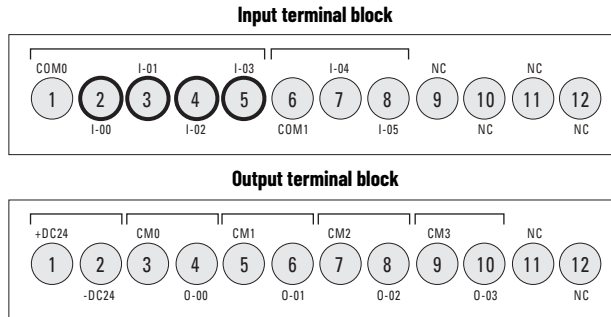 Input terminal block
COM0 I-01 I-03 I-04 NC NC
1 2 3 4 5 6 7 8 9 10 11 12
I-00 I-02 COM1 I-05 NC NC
Output terminal block
+DC24 CM0 CM1 CM2 CM3 NC
1 2 3 4 5 6 7 8 9 10 11 12
-DC24 O-00 O-01 O-02 O-03 NC